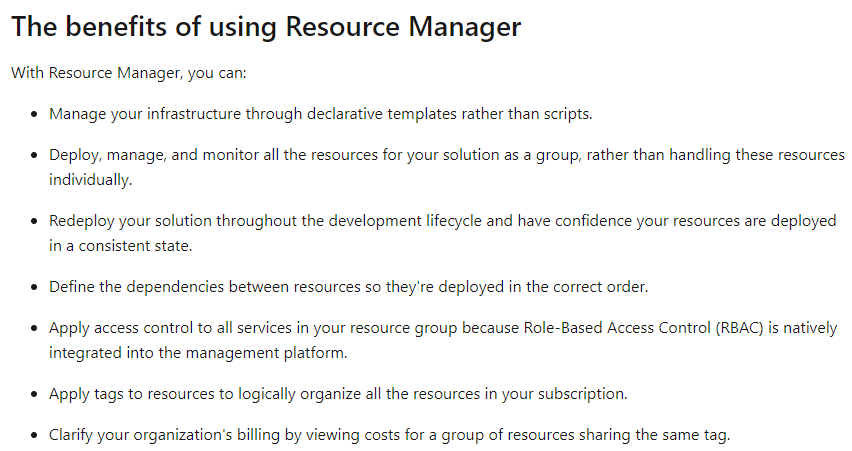 The benefits of using Resource Manager
With Resource Manager, you can:
• Manage your infrastructure through declarative templates rather than scripts.
• Deploy, manage, and monitor all the resources for your solution as a group, rather than handling these resources
individually.
• Redeploy your solution throughout the development lifecycle and have confidence your resources are deployed
in a consistent state.
• Define the dependencies between resources so they're deployed in the correct order.
• Apply access control to all services in your resource group because Role-Based Access Control (RBAC) is natively
integrated into the management platform.
• Apply tags to resources to logically organize all the resources in your subscription.
• Clarify your organization's billing by viewing costs for a group of resources sharing the same tag.